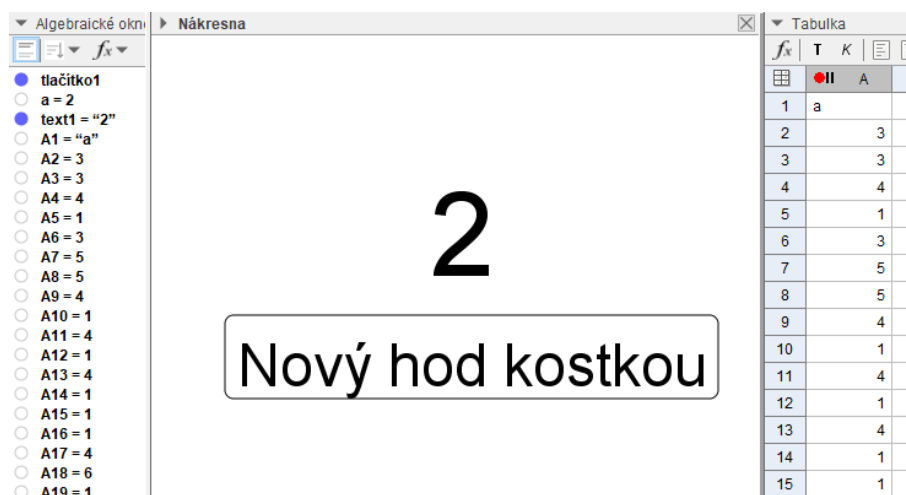 Algebraické okn
Nákresna
Tabulka
fx
fx T K
tlačítko1
a = 2
text1 = “2”
A1 = “a”
A2 = 3
A3 = 3
A4 = 4
A5 = 1
A6 = 3
A7 = 5
A8 = 5
A9 = 4
A10 = 1
A11 = 4
A12 = 1
A13 = 4
A14 = 1
A15 = 1
A16 = 1
A17 = 4
A18 = 6
A19 = 1
2
Nový hod kostkou
A
1 a
2 3
3 3
4 4
5 1
6 3
7 5
8 5
9 4
10 1
11 4
12 1
13 4
14 1
15 1